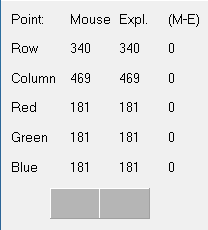 Point: Mouse Expl. (M-E)
Row 340 340 0
Column 469 469 0
Red 181 181 0
Green 181 181 0
Blue 181 181 0